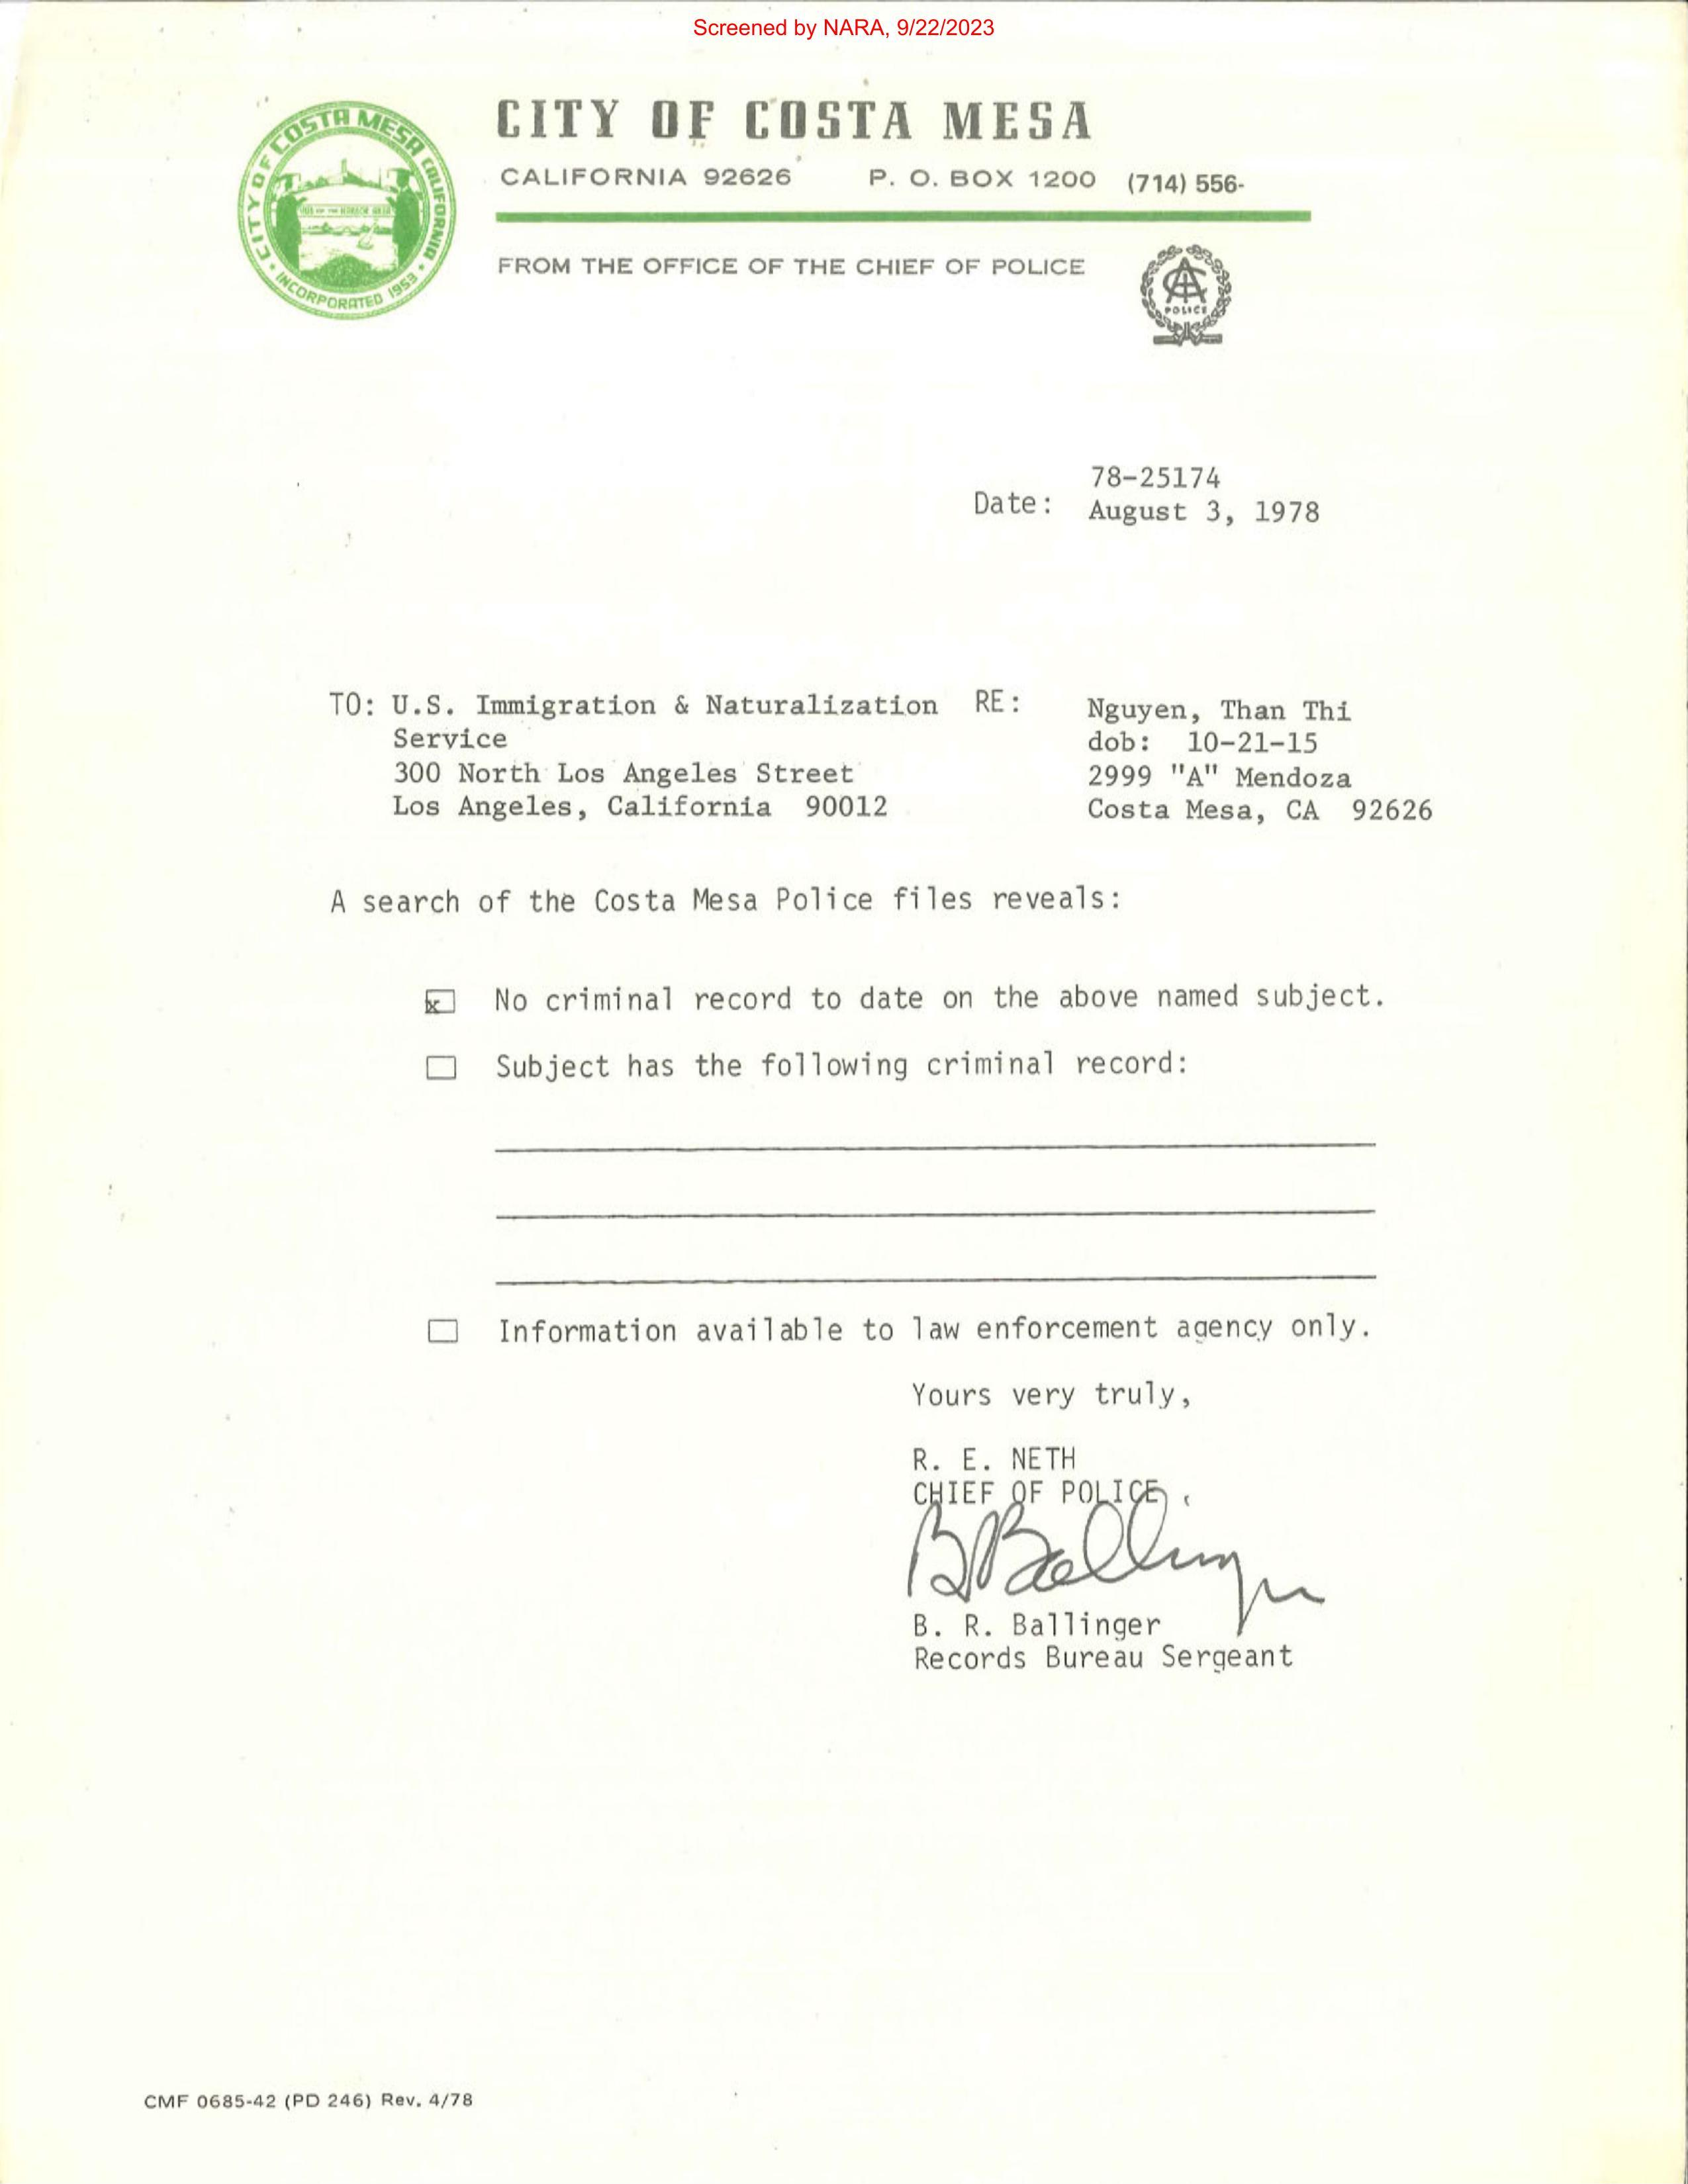 Screened by NARA, 9/22/2023
CITY OF COSTA MESA CALIFORNIA
INCORPORATED 1953
CITY OF COSTA MESA
CALIFORNIA 92626 P. O. BOX 1200 (714) 556-
FROM THE OFFICE OF THE CHIEF OF POLICE
POLICE
78-25174
Date: August 3, 1978
TO: U.S. Immigration & Naturalization RE: Nguyen, Than Thi
Service dob: 10-21-15
300 North Los Angeles Street 2999 "A" Mendoza
Los Angeles, California 90012 Costa Mesa, CA 92626
A search of the Costa Mesa Police files reveals:
x No criminal record to date on the above named subject.
Subject has the following criminal record:
Information available to law enforcement agency only.
Yours very truly,
R. E. NETH
CHIEF OF POLICE
B R Ballinger
B. R. Ballinger
Records Bureau Sergeant
CMF 0685-42 (PD 246) Rev. 4/78